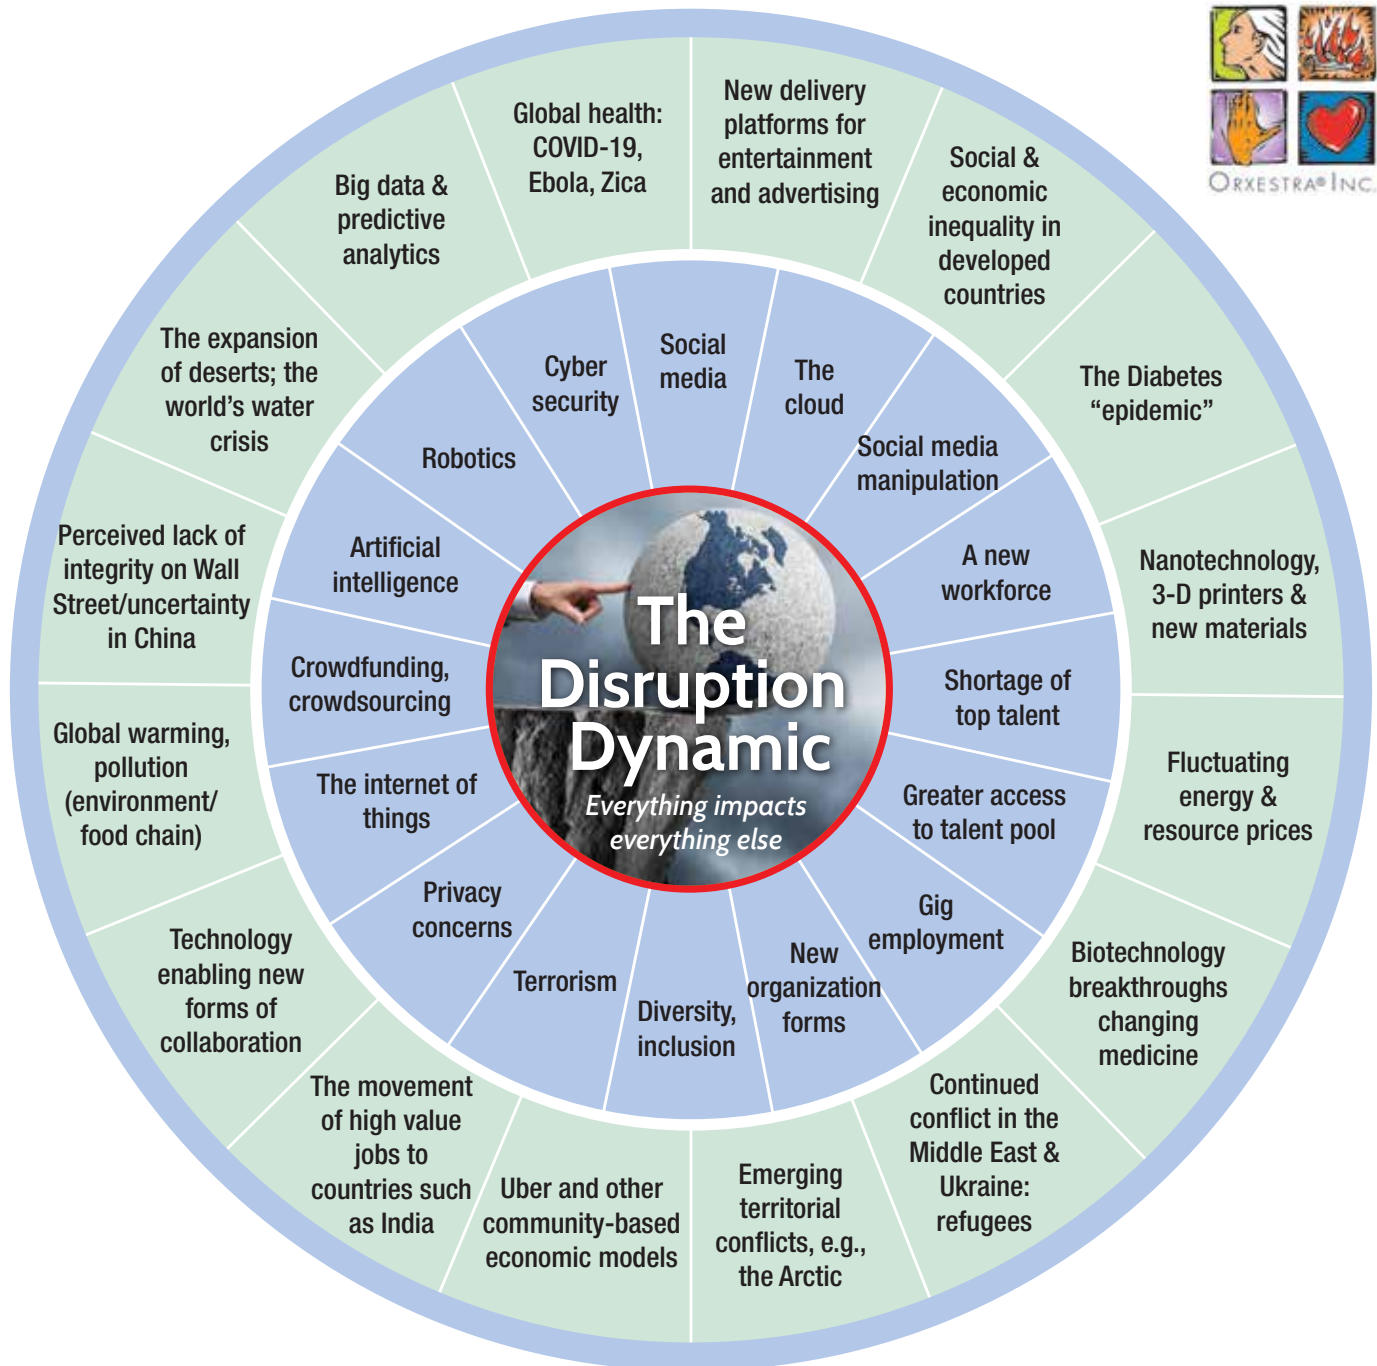 ORXESTRA® INC.
New delivery
platforms for
entertainment
and advertising
Social &
economic
inequality in
developed
countries
The Diabetes
“epidemic”
Nanotechnology,
3-D printers &
new materials
Fluctuating
energy &
resource prices
Biotechnology
breakthroughs
changing
medicine
Continued
conflict in the
Middle East &
Ukraine:
refugees
Emerging
territorial
conflicts, e.g.,
the Arctic
Uber and other
community-based
economic models
The movement
of high value
jobs to
countries such
as India
Technology
enabling new
forms of
collaboration
Global warming,
pollution
(environment/
food chain)
Perceived lack of
integrity on Wall
Street/uncertainty
in China
The expansion
of deserts; the
world’s water
crisis
Big data &
predictive
analytics
Global health:
COVID-19,
Ebola, Zica
Social
media
The
cloud
Social media
manipulation
A new
workforce
Shortage of
top talent
Greater access
to talent pool
Gig
employment
New
organization
forms
Diversity,
inclusion
Terrorism
Privacy
concerns
The internet of
things
Crowdfunding,
crowdsourcing
Artificial
intelligence
Robotics
Cyber
security
The
Disruption
Dynamic
Everything impacts
everything else